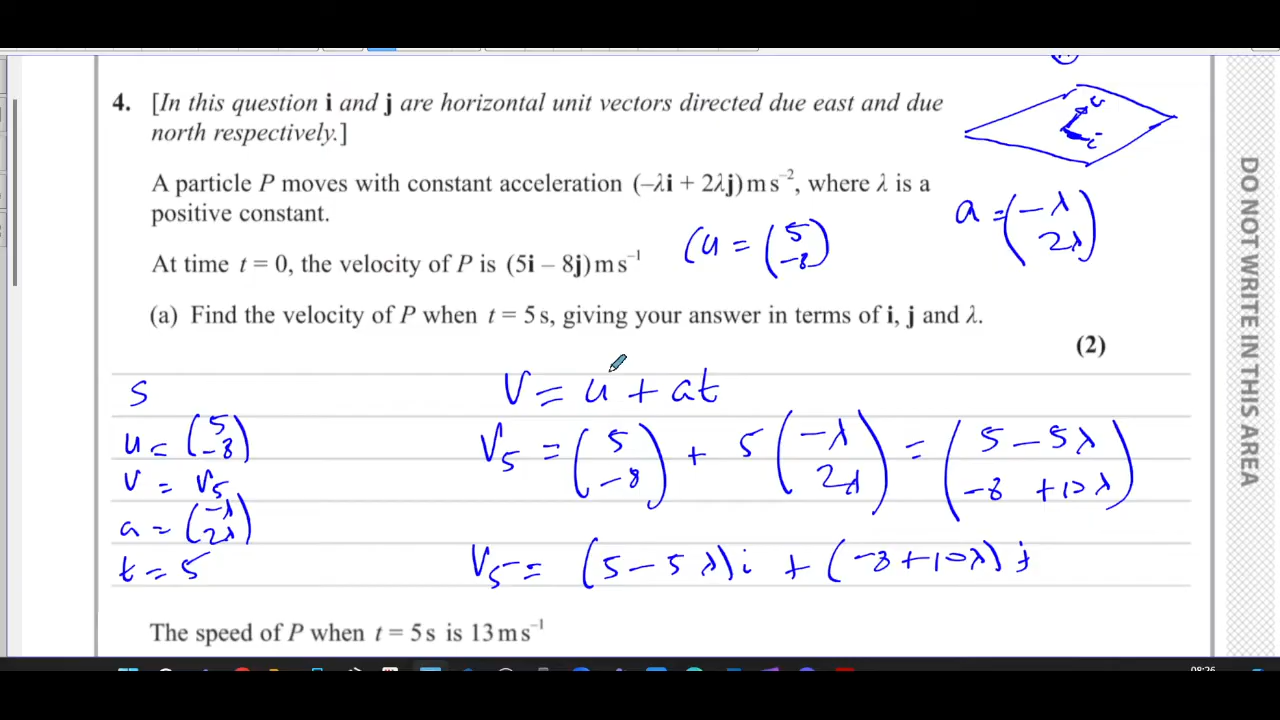 4. [In this question i and j are horizontal unit vectors directed due east and due
north respectively.]
j
i
A particle P moves with constant acceleration (–λi + 2λj) m s⁻², where λ is a
positive constant.
a = (−λ 2λ)
At time t = 0, the velocity of P is (5i – 8j) m s⁻¹
(u = (5 −8)
(a) Find the velocity of P when t = 5 s, giving your answer in terms of i, j and λ.
(2)
s
u = (5 −8)
v = v₅
a = (−λ 2λ)
t = 5
v = u + at
v₅ = (5 −8) + 5 (−λ 2λ) = (5 − 5λ −8 + 10λ)
v₅ = (5 − 5λ)i + (−8 + 10λ) j
The speed of P when t = 5 s is 13 m s⁻¹
DO NOT WRITE IN THIS AREA
08:26